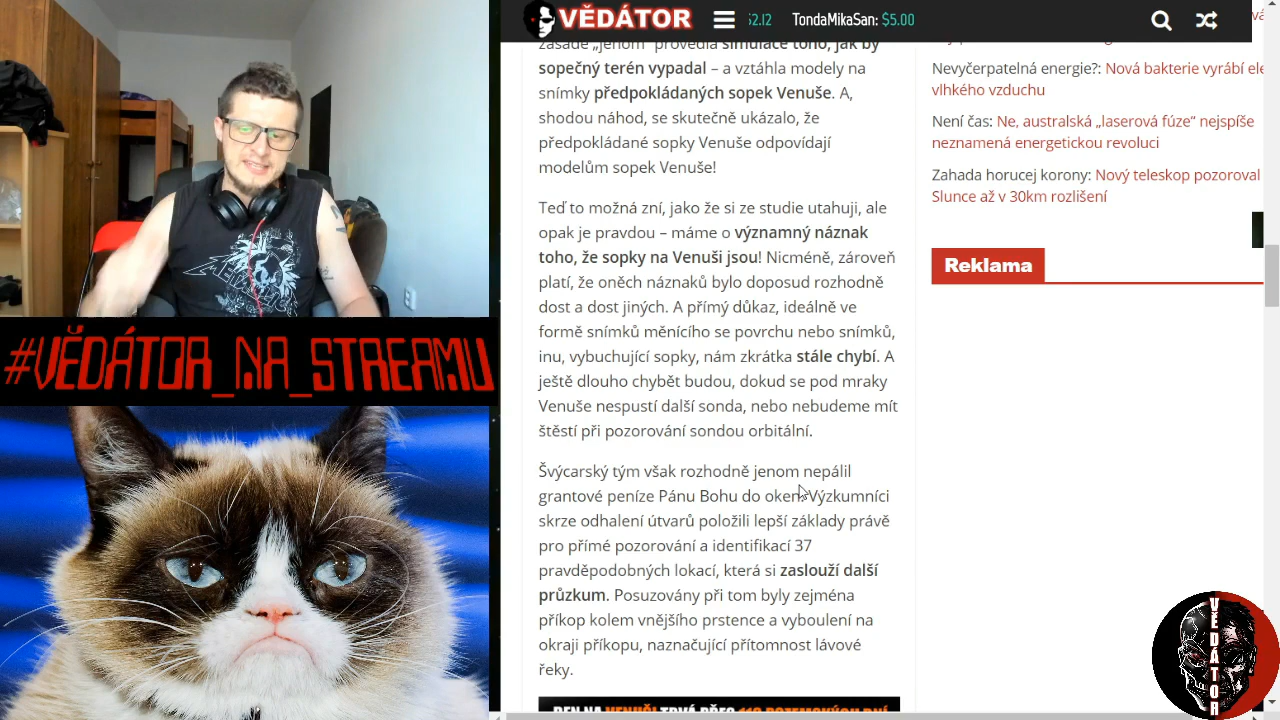 VĚDÁTOR
$2.12 TondaMikaSan: $5.00
zásadě „jenom“ provedla simulace toho, jak by
sopečný terén vypadal – a vztáhla modely na
snímky předpokládaných sopek Venuše. A,
shodou náhod, se skutečně ukázalo, že
předpokládané sopky Venuše odpovídají
modelům sopek Venuše!
Teď to možná zní, jako že si ze studie utahuji, ale
opak je pravdou – máme o významný náznak
toho, že sopky na Venuši jsou! Nicméně, zároveň
platí, že oněch náznaků bylo doposud rozhodně
dost a dost jiných. A přímý důkaz, ideálně ve
formě snímků měnícího se povrchu nebo snímků,
inu, vybuchující sopky, nám zkrátka stále chybí. A
ještě dlouho chybět budou, dokud se pod mraky
Venuše nespustí další sonda, nebo nebudeme mít
štěstí při pozorování sondou orbitální.
Švýcarský tým však rozhodně jenom nepálil
grantové peníze Pánu Bohu do oken. Výzkumníci
skrze odhalení útvarů položili lepší základy právě
pro přímé pozorování a identifikací 37
pravděpodobných lokací, která si zaslouží další
průzkum. Posuzovány při tom byly zejména
příkop kolem vnějšího prstence a vyboulení na
okraji příkopu, naznačující přítomnost lávové
řeky.
DEN NA VENUŠI TRVÁ PŘES
Nevyčerpatelná energie?: Nová bakterie vyrábí
vlhkého vzduchu
Není čas: Ne, australská „laserová fúze“ nejspíše
neznamená energetickou revoluci
Zahada horucej korony: Nový teleskop pozoroval
Slunce až v 30km rozlišení
Reklama
#VĚDÁTOR_NA_STREAMU
VĚDÁTOR